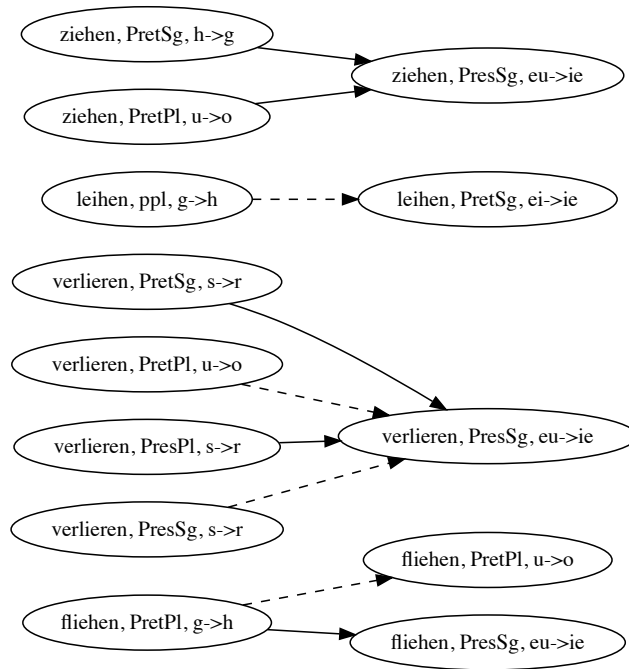 ziehen, PretSg, h->g
ziehen, PresSg, eu->ie
ziehen, PretPl, u->o
leihen, ppl, g->h
leihen, PretSg, ei->ie
verlieren, PretSg, s->r
verlieren, PretPl, u->o
verlieren, PresSg, eu->ie
verlieren, PresPl, s->r
verlieren, PresSg, s->r
fliehen, PretPl, u->o
fliehen, PretPl, g->h
fliehen, PresSg, eu->ie